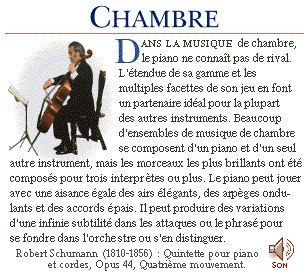 CHAMBRE
DANS LA MUSIQUE de chambre,
le piano ne connaît pas de rival.
L'étendue de sa gamme et les
multiples facettes de son jeu en font
un partenaire idéal pour la plupart
des autres instruments. Beaucoup
d'ensembles de musique de chambre
se composent d'un piano et d'un seul
autre instrument, mais les morceaux les plus brillants ont été
composés pour trois interprètes ou plus. Le piano peut jouer
avec une aisance égale des airs élégants, des arpèges ondu-
lants et des accords épais. Il peut produire des variations
d'une infinie subtilité dans les attaques ou le phrasé pour
se fondre dans l'orchestre ou s'en distinguer.
Robert Schumann (1810-1856) : Quintette pour piano
et cordes, Opus 44, Quatrième mouvement.
SON